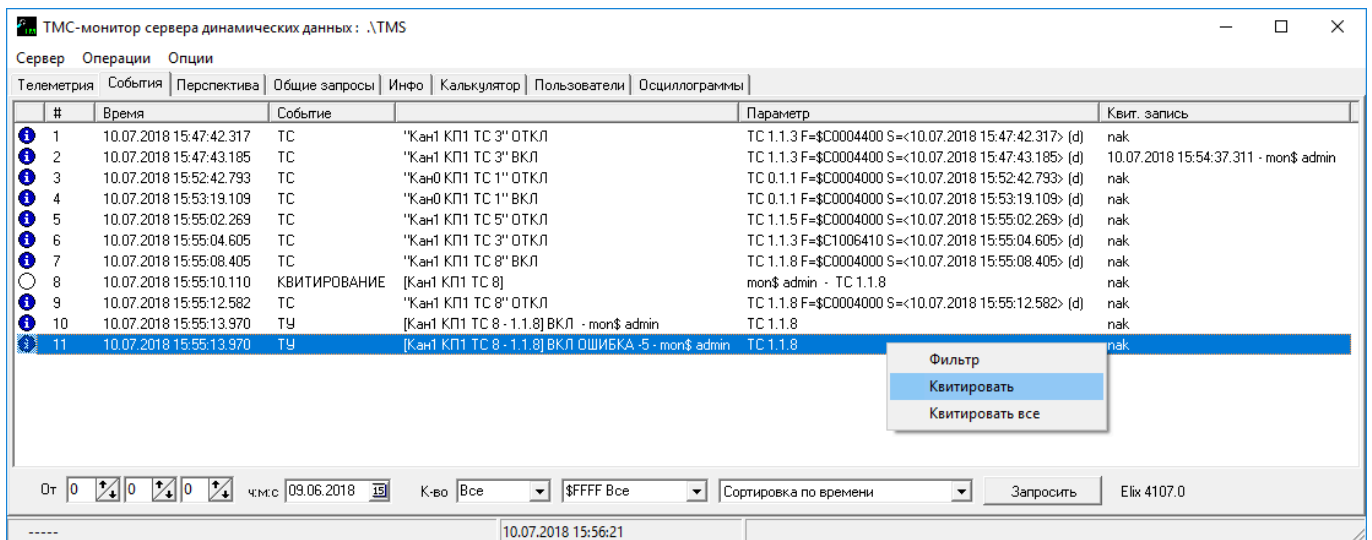 ТМС-монитор сервера динамических данных : .\TMS
Сервер Операции Опции
Телеметрия События Перспектива Общие запросы Инфо Калькулятор Пользователи Осциллограммы
# Время Событие Параметр Квит. запись
1 10.07.2018 15:47:42.317 ТС "Кан1 КП1 ТС 3" ОТКЛ ТС 1.1.3 F=$C0004400 S=<10.07.2018 15:47:42.317> (d) nak
2 10.07.2018 15:47:43.185 ТС "Кан1 КП1 ТС 3" ВКЛ ТС 1.1.3 F=$C0004400 S=<10.07.2018 15:47:43.185> (d) 10.07.2018 15:54:37.311 - mon$ admin
3 10.07.2018 15:52:42.793 ТС "Кан0 КП1 ТС 1" ОТКЛ ТС 0.1.1 F=$C0004000 S=<10.07.2018 15:52:42.793> (d) nak
4 10.07.2018 15:53:19.109 ТС "Кан0 КП1 ТС 1" ВКЛ ТС 0.1.1 F=$C0004000 S=<10.07.2018 15:53:19.109> (d) nak
5 10.07.2018 15:55:02.269 ТС "Кан1 КП1 ТС 5" ОТКЛ ТС 1.1.5 F=$C0004000 S=<10.07.2018 15:55:02.269> (d) nak
6 10.07.2018 15:55:04.605 ТС "Кан1 КП1 ТС 3" ОТКЛ ТС 1.1.3 F=$C1006410 S=<10.07.2018 15:55:04.605> (d) nak
7 10.07.2018 15:55:08.405 ТС "Кан1 КП1 ТС 8" ВКЛ ТС 1.1.8 F=$C0004000 S=<10.07.2018 15:55:08.405> (d) nak
8 10.07.2018 15:55:10.110 КВИТИРОВАНИЕ [Кан1 КП1 ТС 8] mon$ admin - ТС 1.1.8 nak
9 10.07.2018 15:55:12.582 ТС "Кан1 КП1 ТС 8" ОТКЛ ТС 1.1.8 F=$C0004000 S=<10.07.2018 15:55:12.582> (d) nak
10 10.07.2018 15:55:13.970 ТУ [Кан1 КП1 ТС 8 - 1.1.8] ВКЛ - mon$ admin ТС 1.1.8 nak
11 10.07.2018 15:55:13.970 ТУ [Кан1 КП1 ТС 8 - 1.1.8] ВКЛ ОШИБКА -5 - mon$ admin ТС 1.1.8 nak
Фильтр
Квитировать
Квитировать все
От 0 0 0 ч:м:с 09.06.2018 15 К-во Все $FFFF Все Сортировка по времени Запросить Elix 4107.0
----- 10.07.2018 15:56:21